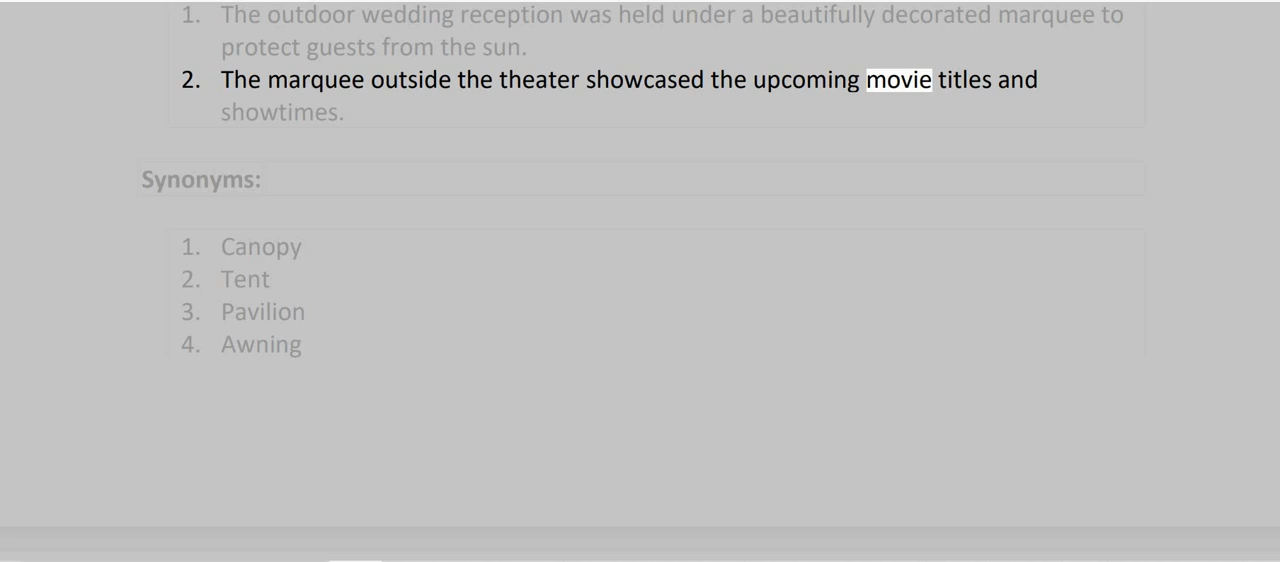 1. The outdoor wedding reception was held under a beautifully decorated marquee to
protect guests from the sun.
2. The marquee outside the theater showcased the upcoming movie titles and
showtimes.
Synonyms:
1. Canopy
2. Tent
3. Pavilion
4. Awning